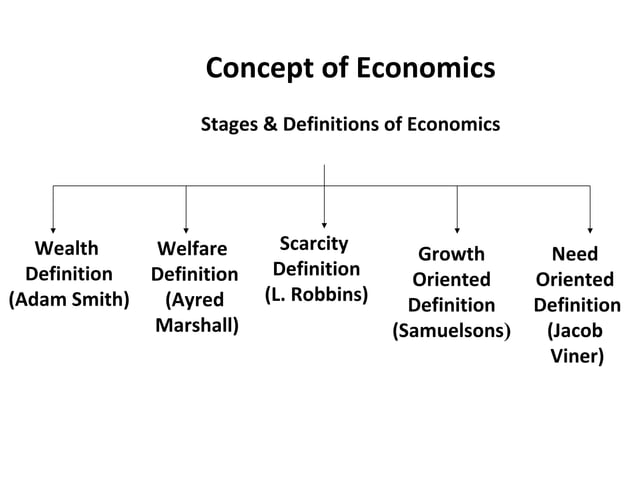 Concept of Economics
Stages & Definitions of Economics
Wealth
Definition
(Adam Smith)
Welfare
Definition
(Ayred
Marshall)
Scarcity
Definition
(L. Robbins)
Growth
Oriented
Definition
(Samuelsons)
Need
Oriented
Definition
(Jacob
Viner)